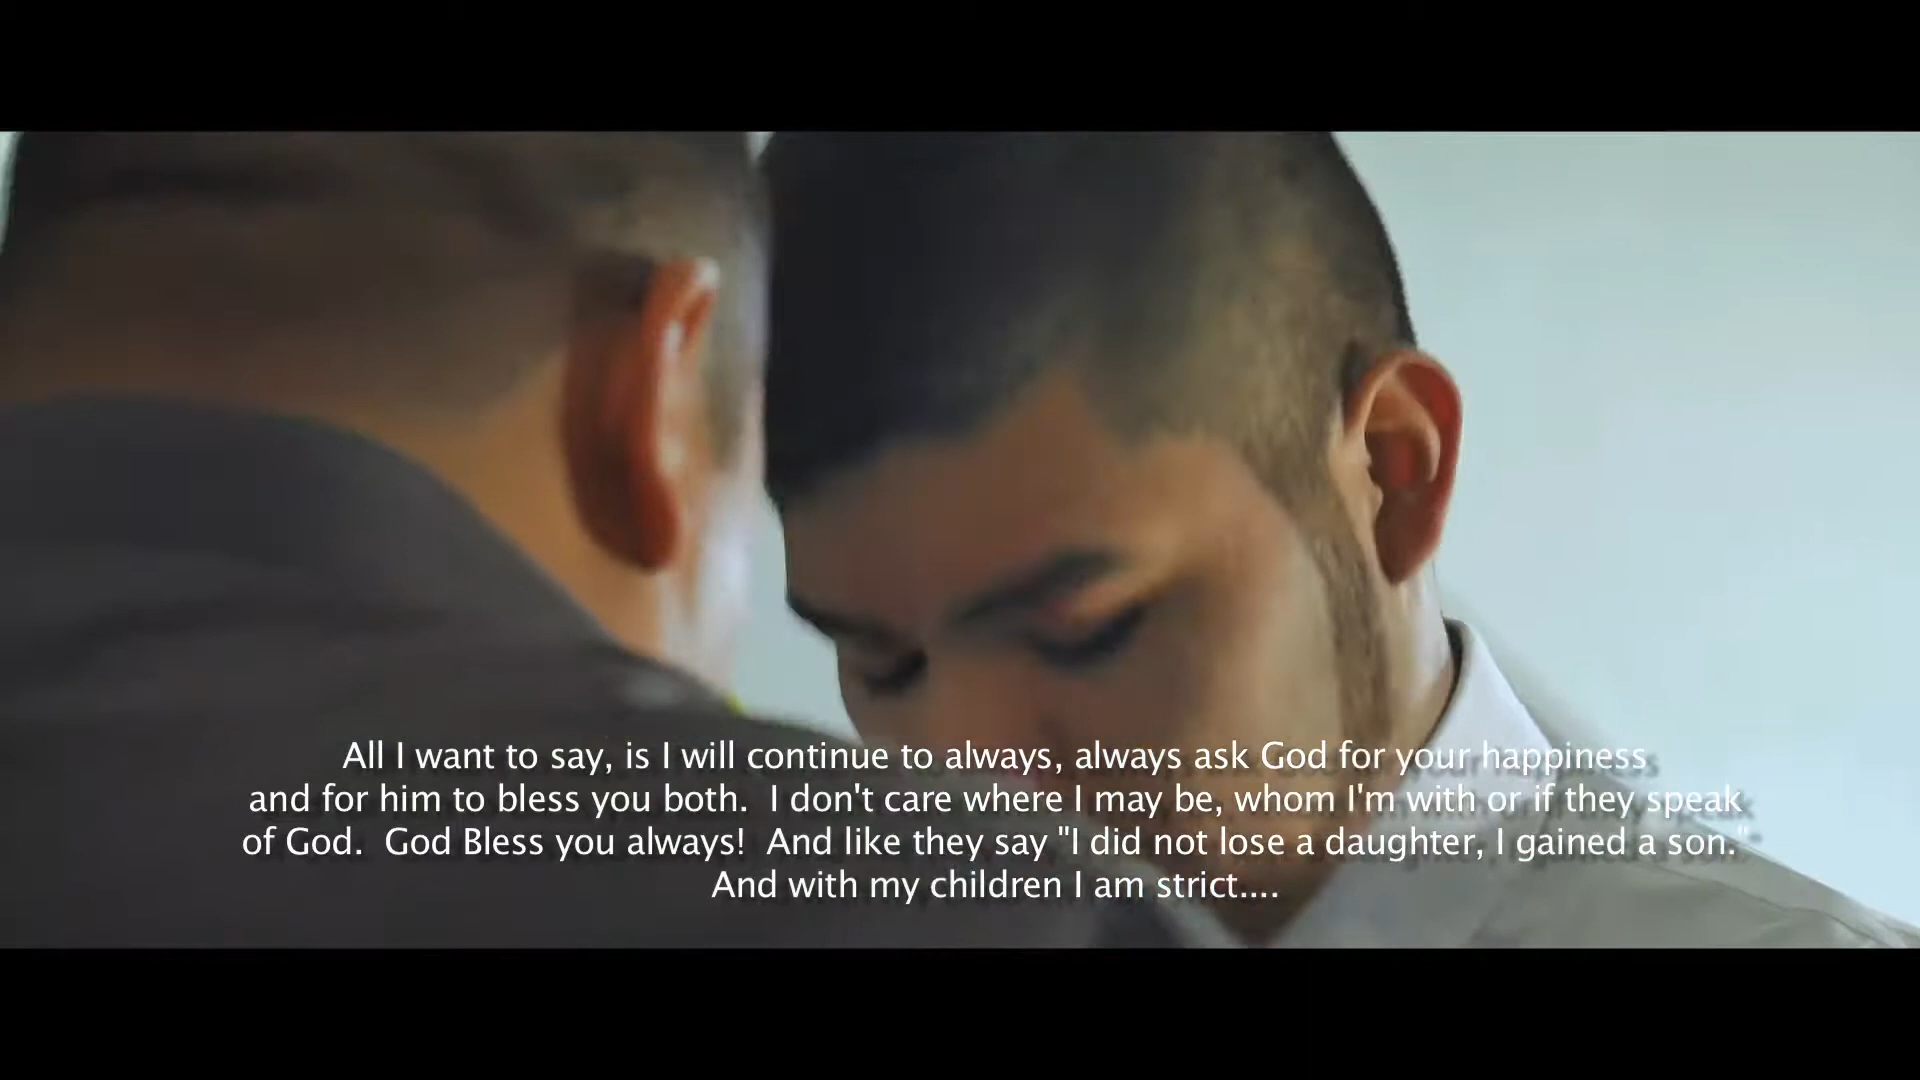 All I want to say, is I will continue to always, always ask God for your happiness
and for him to bless you both.  I don't care where I may be, whom I'm with or if they speak
of God.  God Bless you always!  And like they say "I did not lose a daughter, I gained a son."
And with my children I am strict....